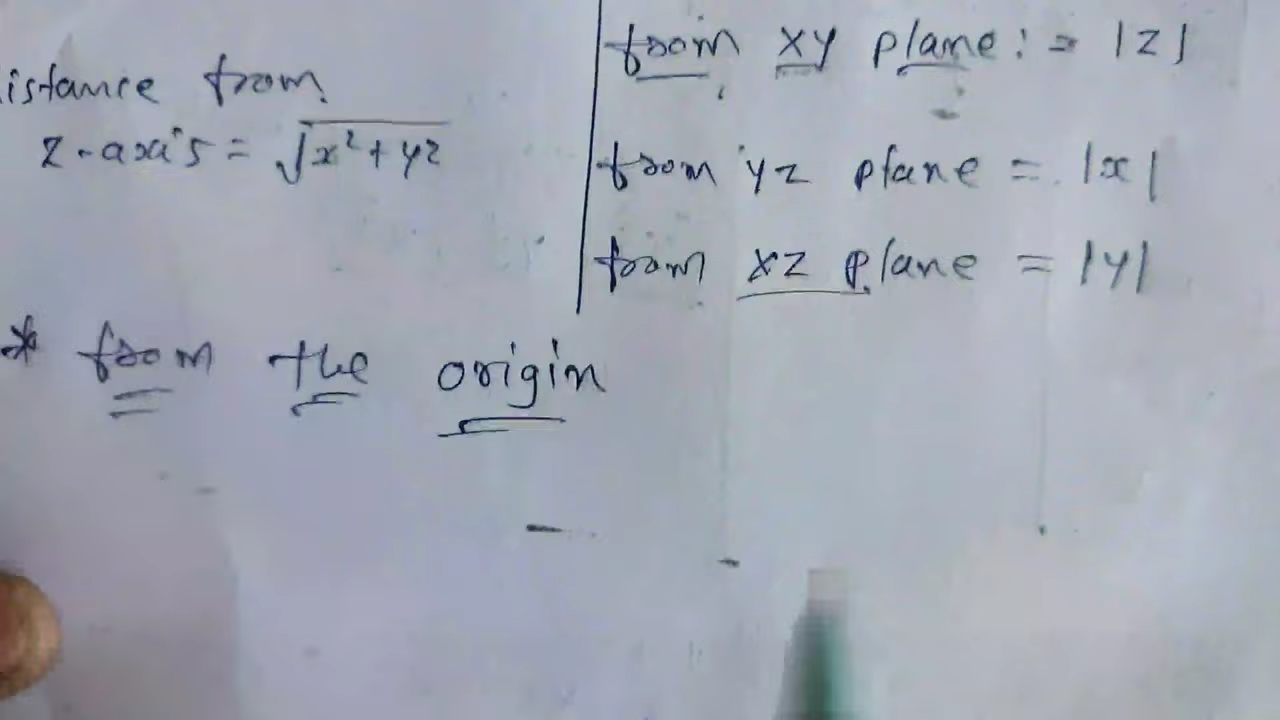 istance from
z-axis = √x²+y2
from xy plane: = |z|
from yz plane = |x|
from xz plane = |y|
* from the origin